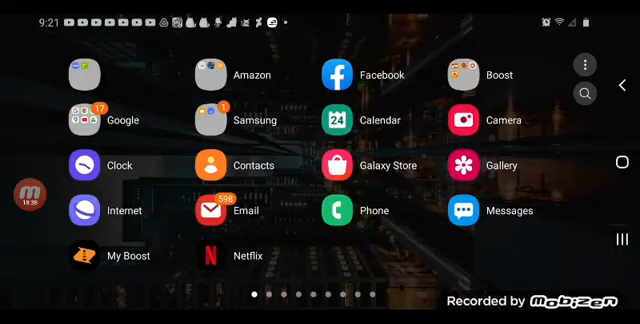 9:21
Amazon
Facebook
Boost
17
Google
1
Samsung
24
Calendar
Camera
Clock
Contacts
Galaxy Store
Gallery
18:38
Internet
598
Email
Phone
Messages
My Boost
Netflix
Recorded by Mobizen